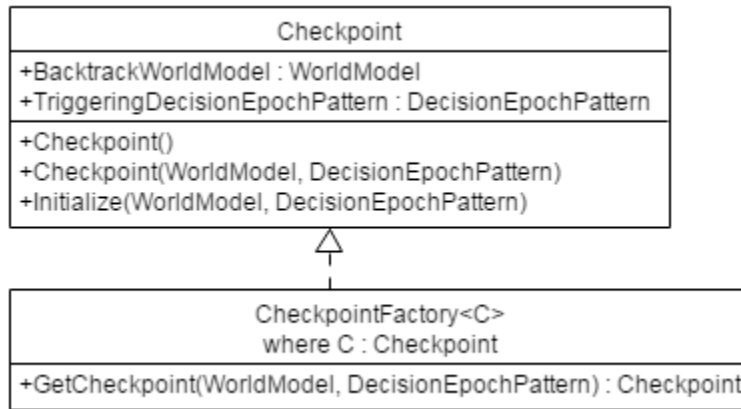 Checkpoint
+BacktrackWorldModel : WorldModel
+TriggeringDecisionEpochPattern : DecisionEpochPattern
+Checkpoint()
+Checkpoint(WorldModel, DecisionEpochPattern)
+Initialize(WorldModel, DecisionEpochPattern)
CheckpointFactory<C>
where C : Checkpoint
+GetCheckpoint(WorldModel, DecisionEpochPattern) : Checkpoint